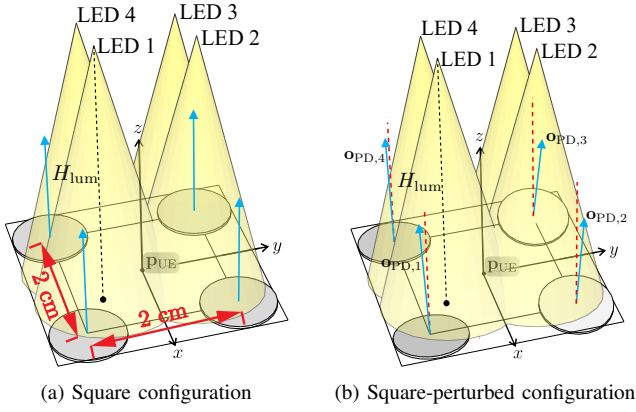 LED 4
LED 3
LED 1
LED 2
z
H_lum
p_UE
y
2 cm
2 cm
x
(a) Square configuration
LED 4
LED 3
LED 1
LED 2
z
o_PD,4
o_PD,3
H_lum
o_PD,2
o_PD,1
p_UE
y
x
(b) Square-perturbed configuration